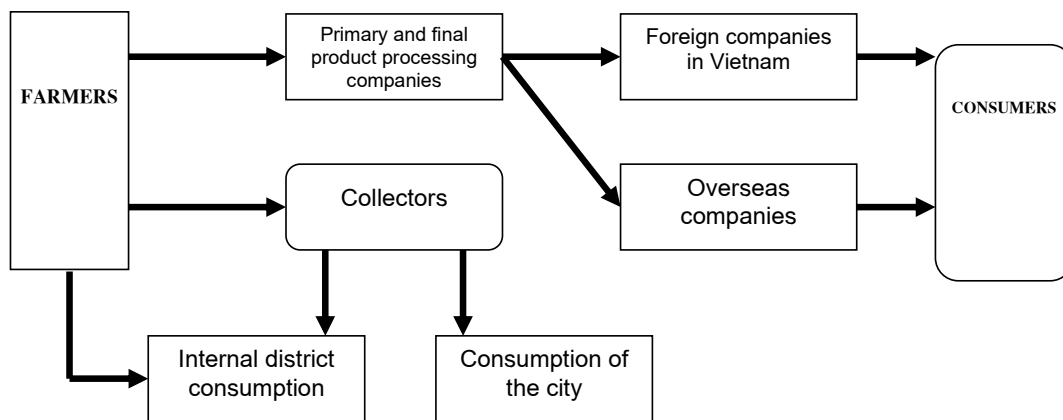 FARMERS
Primary and final
product processing
companies
Foreign companies
in Vietnam
CONSUMERS
Collectors
Overseas
companies
Internal district
consumption
Consumption of
the city